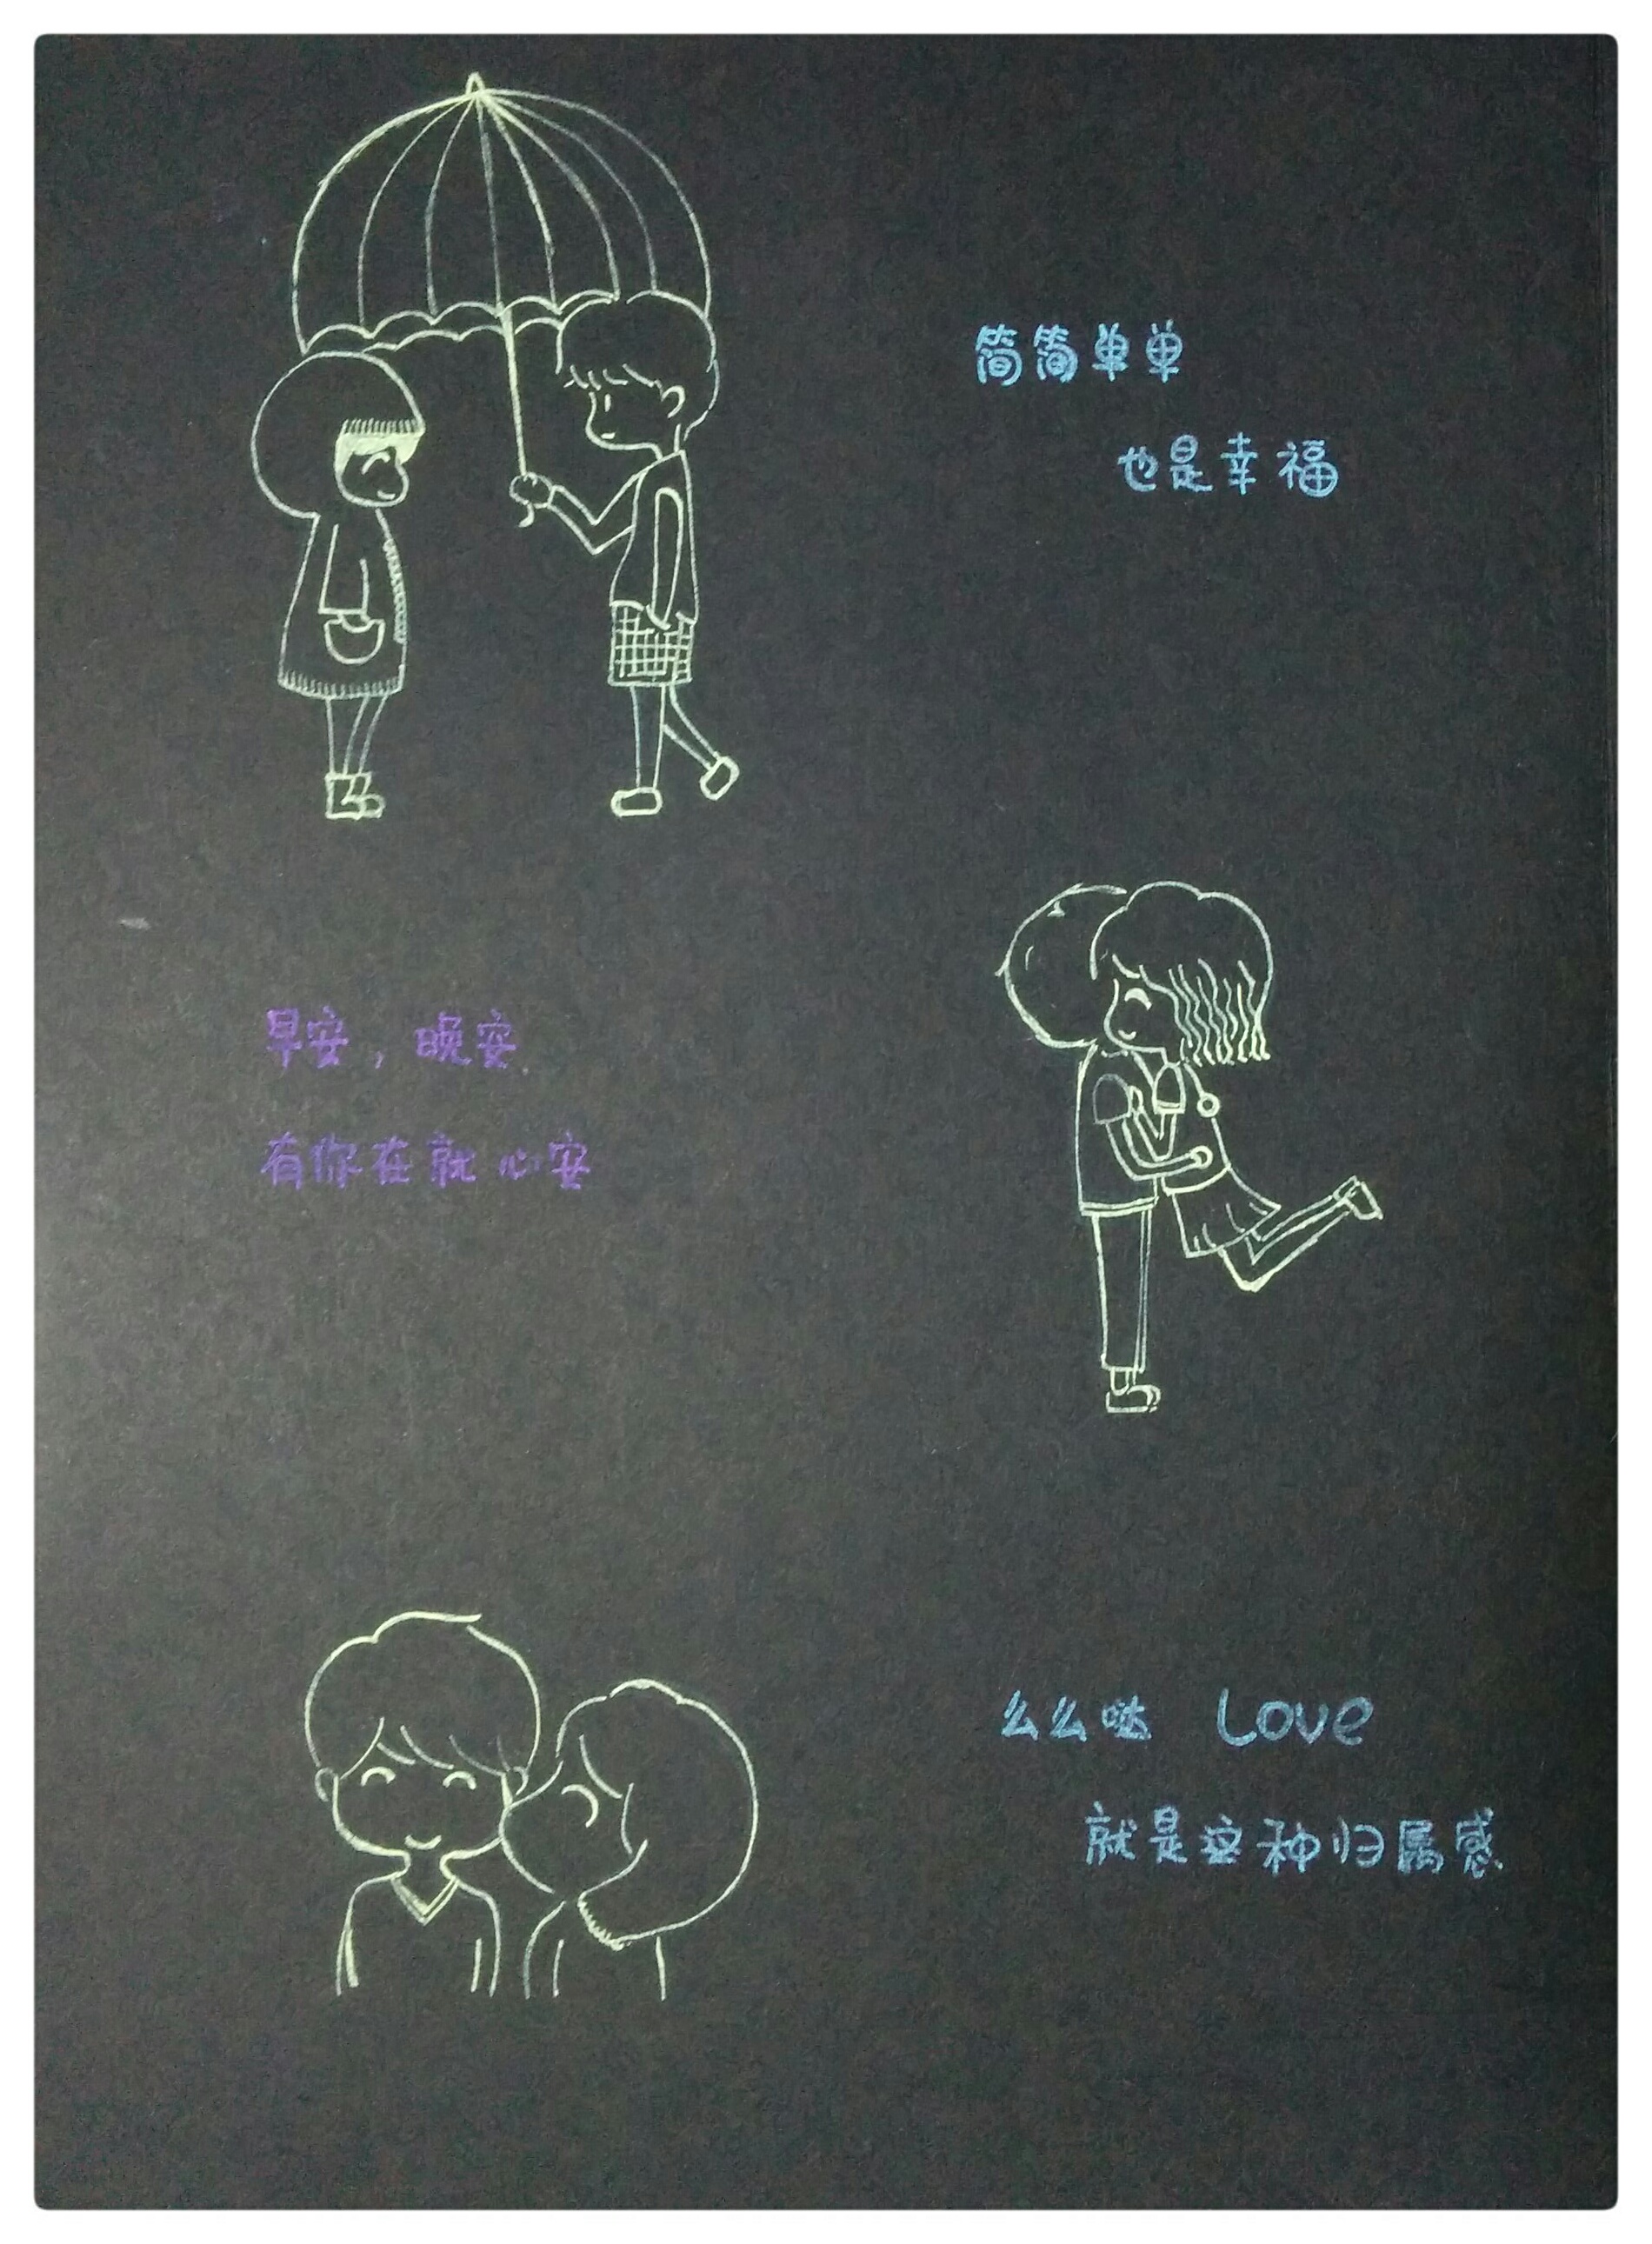 简简单单
也是幸福
早安，晚安
有你在就心安
么么哒 Love
就是这种归属感